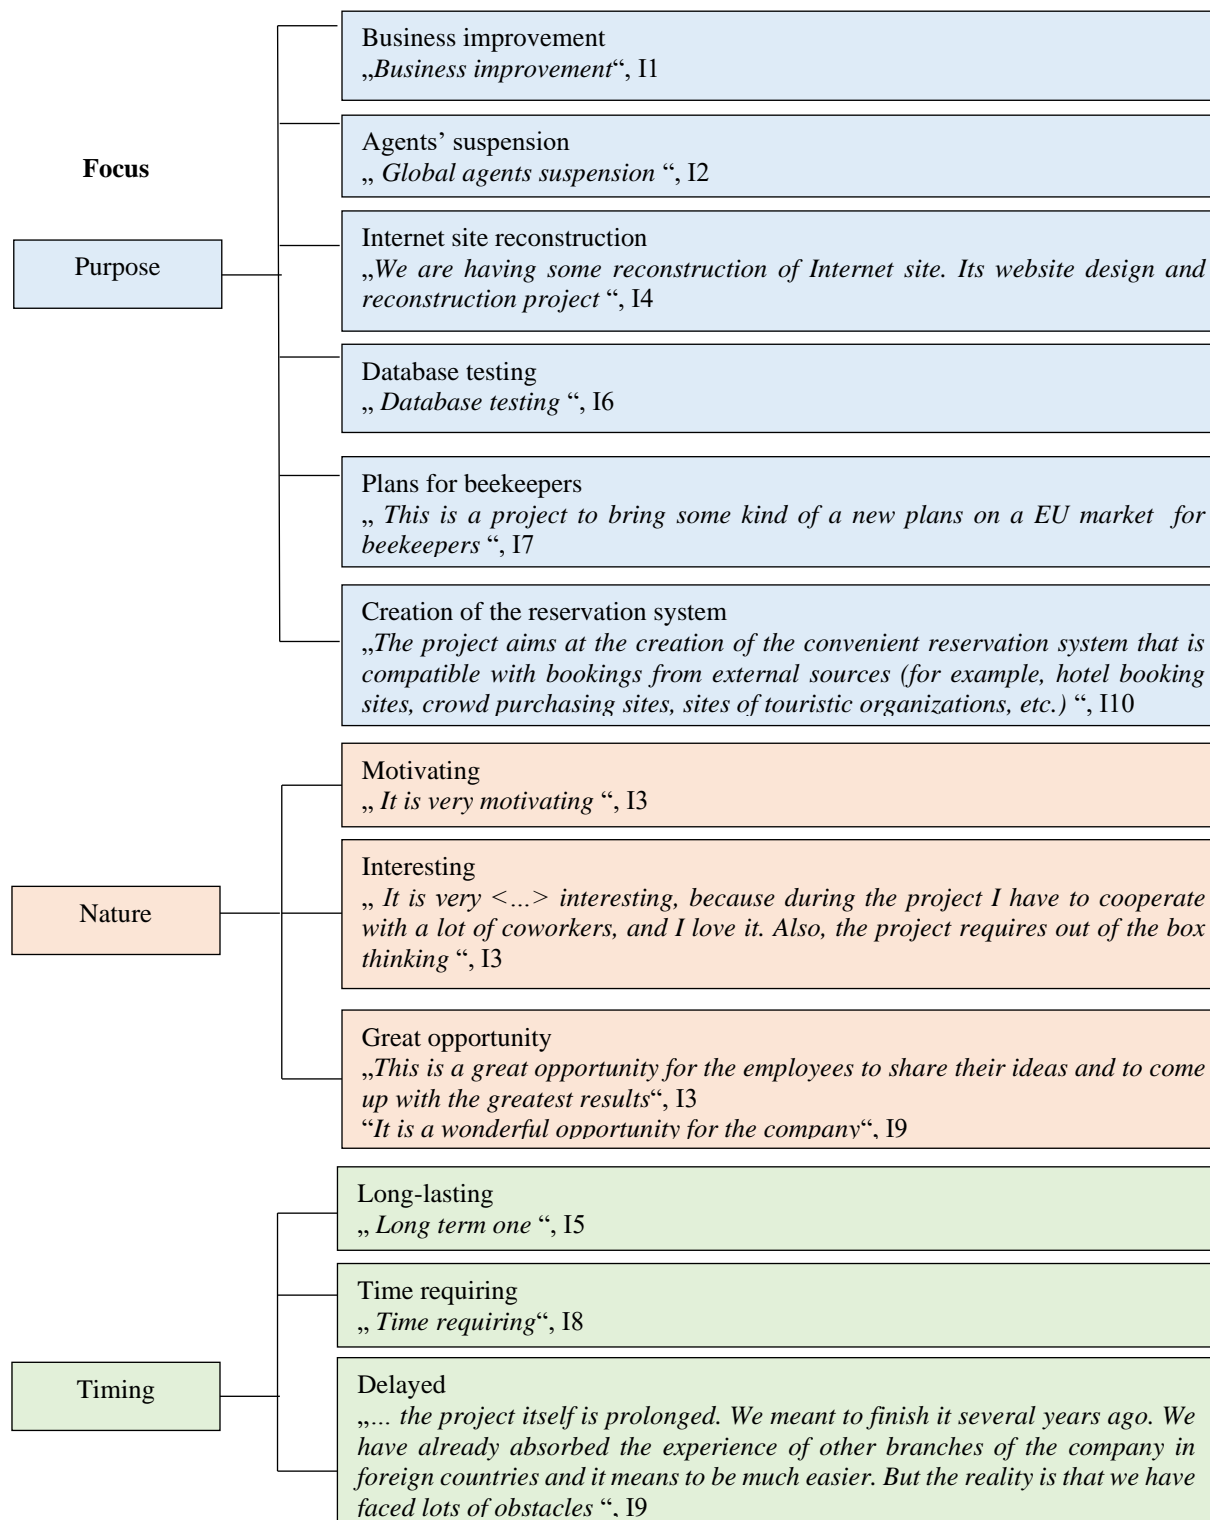 Focus
Purpose
Business improvement
„Business improvement“, I1
Agents’ suspension
„ Global agents suspension “, I2
Internet site reconstruction
„We are having some reconstruction of Internet site. Its website design and
reconstruction project “, I4
Database testing
„ Database testing “, I6
Plans for beekeepers
„ This is a project to bring some kind of a new plans on a EU market for
beekeepers “, I7
Creation of the reservation system
„The project aims at the creation of the convenient reservation system that is
compatible with bookings from external sources (for example, hotel booking
sites, crowd purchasing sites, sites of touristic organizations, etc.) “, I10
Nature
Motivating
„ It is very motivating “, I3
Interesting
„ It is very <...> interesting, because during the project I have to cooperate
with a lot of coworkers, and I love it. Also, the project requires out of the box
thinking “, I3
Great opportunity
„This is a great opportunity for the employees to share their ideas and to come
up with the greatest results“, I3
“It is a wonderful opportunity for the company“, I9
Timing
Long-lasting
„ Long term one “, I5
Time requiring
„ Time requiring“, I8
Delayed
„... the project itself is prolonged. We meant to finish it several years ago. We
have already absorbed the experience of other branches of the company in
foreign countries and it means to be much easier. But the reality is that we have
faced lots of obstacles “, I9